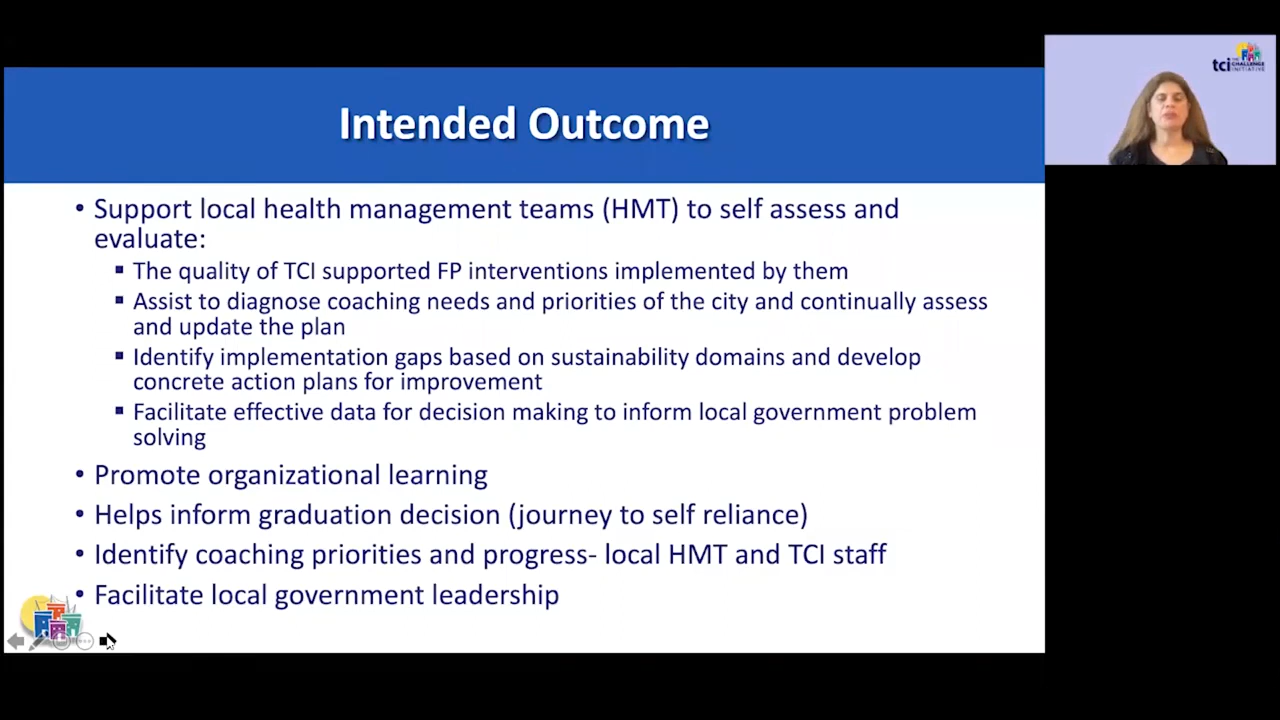 Intended Outcome
• Support local health management teams (HMT) to self assess and
evaluate:
▪ The quality of TCI supported FP interventions implemented by them
▪ Assist to diagnose coaching needs and priorities of the city and continually assess
and update the plan
▪ Identify implementation gaps based on sustainability domains and develop
concrete action plans for improvement
▪ Facilitate effective data for decision making to inform local government problem
solving
• Promote organizational learning
• Helps inform graduation decision (journey to self reliance)
• Identify coaching priorities and progress- local HMT and TCI staff
• Facilitate local government leadership
tci THE CHALLENGE INITIATIVE